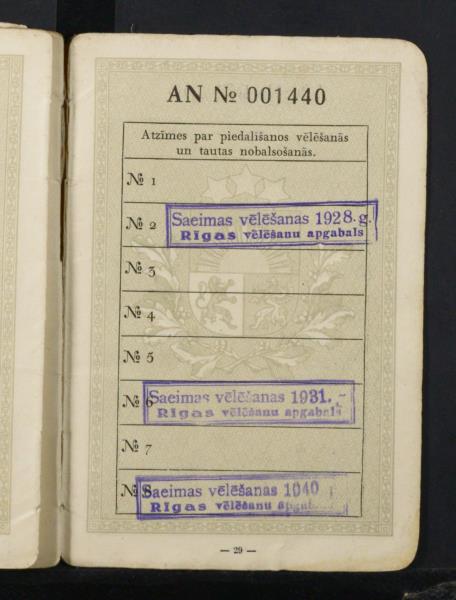 AN № 001440
Atzīmes par piedalīšanos vēlēšanās
un tautas nobalsošanās.
№ 1
№ 2
Saeimas vēlēšanas 1928. g.
Rīgas vēlēšanu apgabals
№ 3
№ 4
№ 5
№ 6
Saeimas vēlēšanas 1931. -
Rīgas vēlēšanu apgabals
№ 7
№ 8
Saeimas vēlēšanas 1940
Rīgas vēlēšanu apgabals
— 29 —